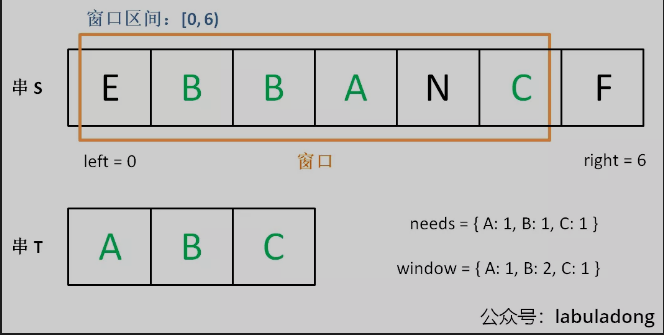 窗口区间：[0, 6)
串 S
E B B A N C F
left = 0
窗口
right = 6
串 T
A B C
needs = { A: 1, B: 1, C: 1 }
window = { A: 1, B: 2, C: 1 }
公众号：labuladong